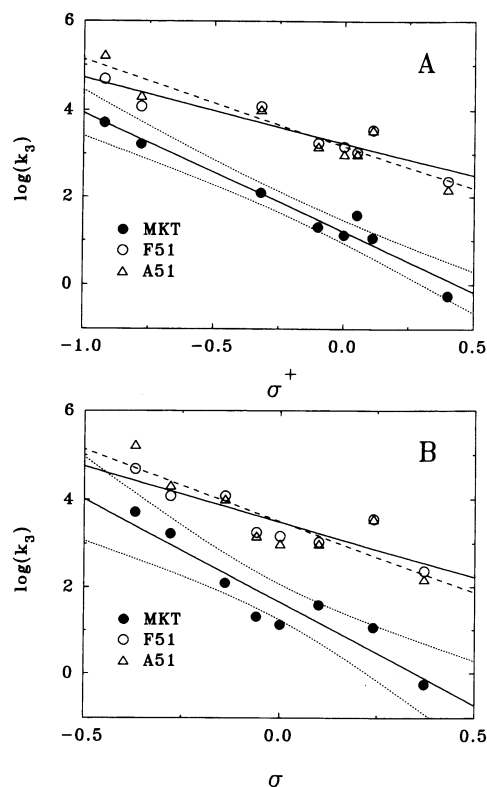 A
6
4
2
0
log(k₃)
● MKT
○ F51
△ A51
-1.0 -0.5 0.0 0.5
σ⁺
B
6
4
2
0
log(k₃)
● MKT
○ F51
△ A51
-0.5 0.0 0.5
σ